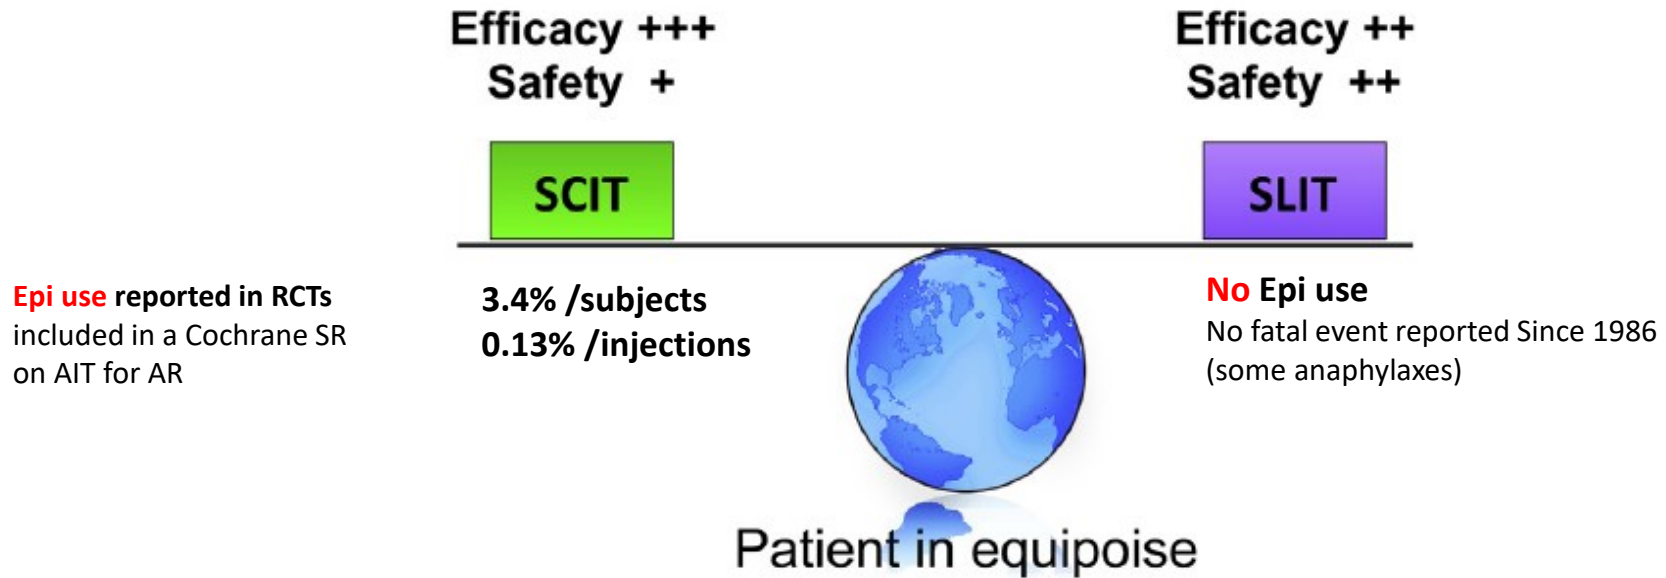 Efficacy +++
Safety +
Efficacy ++
Safety ++
SCIT
SLIT
Epi use reported in RCTs
included in a Cochrane SR
on AIT for AR
3.4% /subjects
0.13% /injections
No Epi use
No fatal event reported Since 1986
(some anaphylaxes)
Patient in equipoise